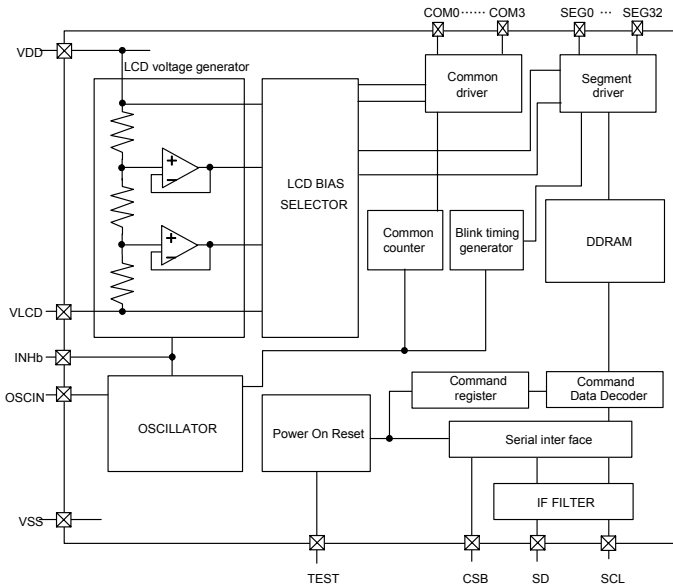 COM0 ······ COM3 SEG0 ··· SEG32
VDD
LCD voltage generator
Common
driver
Segment
driver
+
−
LCD BIAS
SELECTOR
Common
counter
Blink timing
generator
DDRAM
+
−
VLCD
INHb
OSCIN
OSCILLATOR
Power On Reset
Command
register
Command
Data Decoder
Serial inter face
IF FILTER
VSS
TEST CSB SD SCL